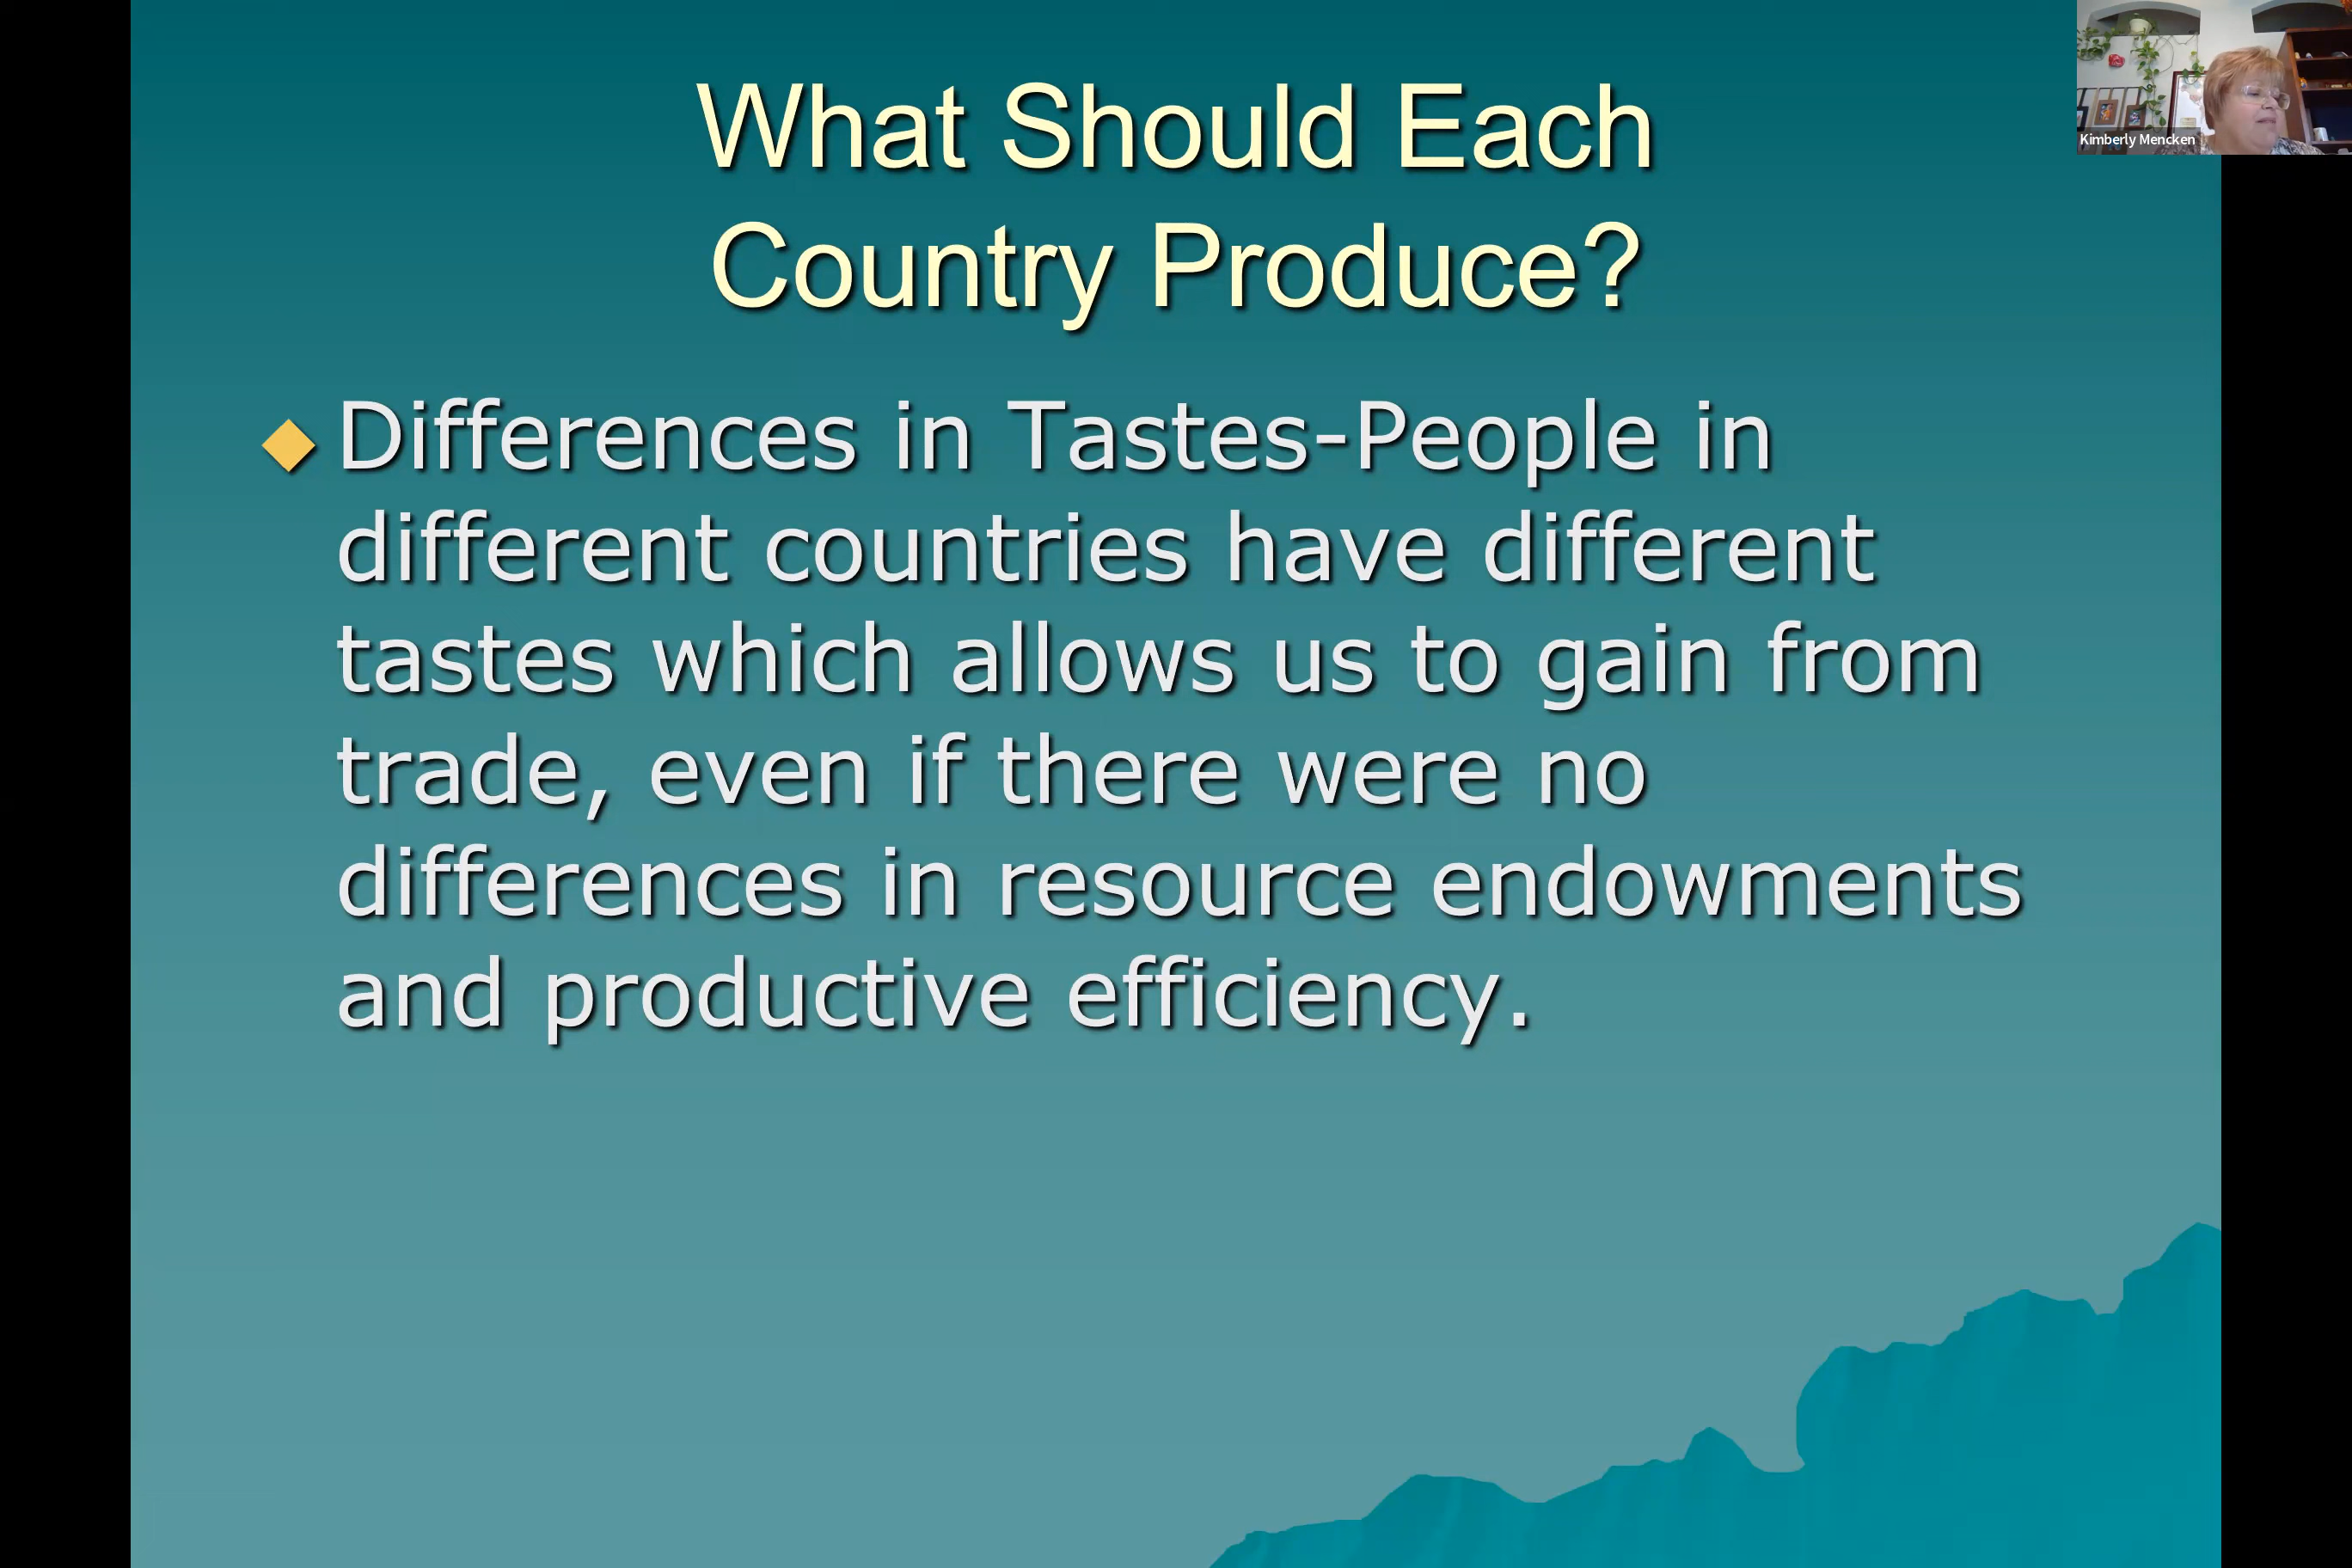 What Should Each
Country Produce?
Kimberly Mencken
Differences in Tastes-People in
different countries have different
tastes which allows us to gain from
trade, even if there were no
differences in resource endowments
and productive efficiency.